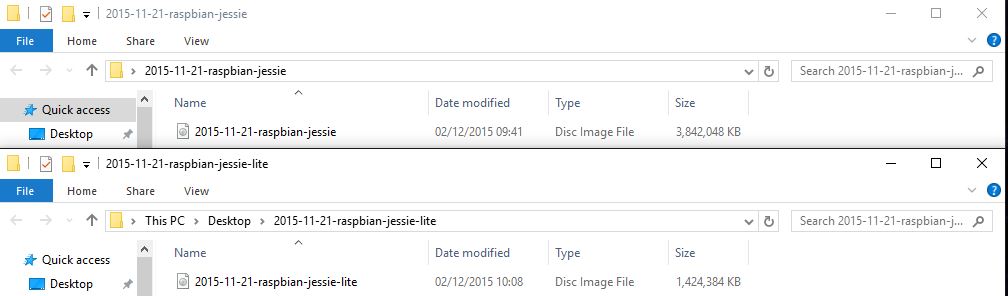 2015-11-21-raspbian-jessie
File Home Share View
2015-11-21-raspbian-jessie Search 2015-11-21-raspbian-j...
Quick access Name Date modified Type Size
Desktop 2015-11-21-raspbian-jessie 02/12/2015 09:41 Disc Image File 3,842,048 KB
2015-11-21-raspbian-jessie-lite
File Home Share View
This PC Desktop 2015-11-21-raspbian-jessie-lite Search 2015-11-21-raspbian-j...
Name Date modified Type Size
Quick access
Desktop 2015-11-21-raspbian-jessie-lite 02/12/2015 10:08 Disc Image File 1,424,384 KB